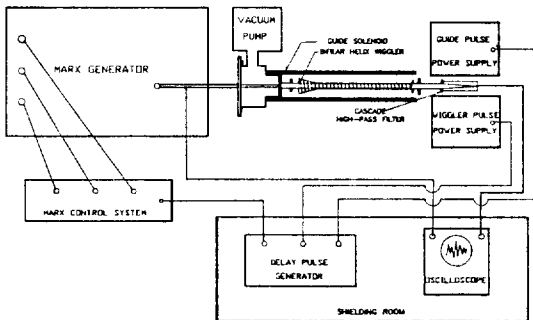 MARX GENERATOR
VACUUM
PUMP
GUIDE SOLENOID
BIFILAR HELIX WIGGLER
CASCADE
HIGH-PASS FILTER
GUIDE PULSE
POWER SUPPLY
WIGGLER PULSE
POWER SUPPLY
MARX CONTROL SYSTEM
DELAY PULSE
GENERATOR
OSCILLOSCOPE
SHIELDING ROOM